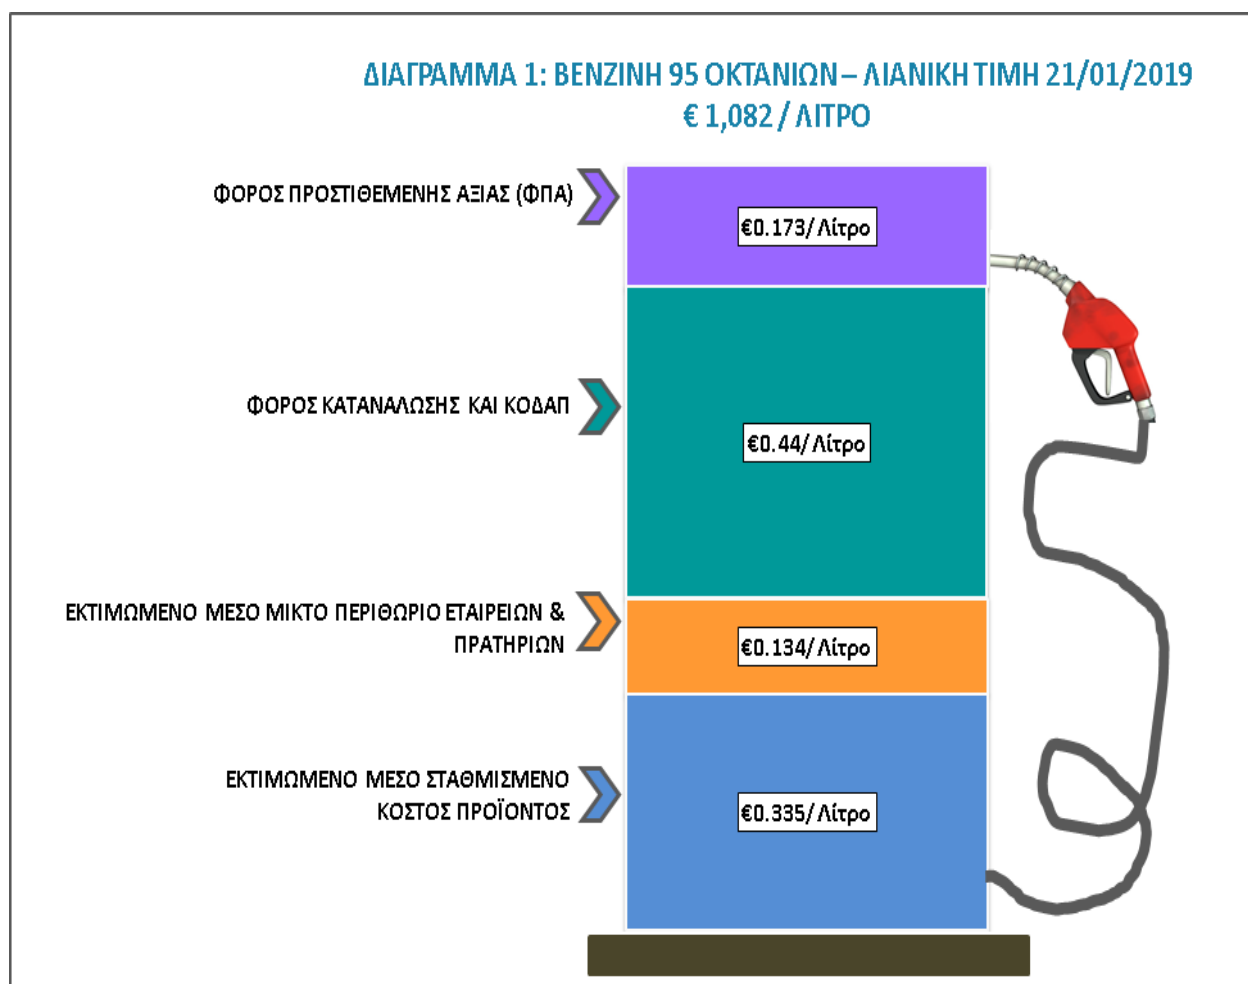 ΔΙΑΓΡΑΜΜΑ 1: ΒΕΝΖΙΝΗ 95 ΟΚΤΑΝΙΩΝ – ΛΙΑΝΙΚΗ ΤΙΜΗ 21/01/2019
€ 1,082 / ΛΙΤΡΟ
ΦΟΡΟΣ ΠΡΟΣΤΙΘΕΜΕΝΗΣ ΑΞΙΑΣ (ΦΠΑ)
€0.173/ Λίτρο
ΦΟΡΟΣ ΚΑΤΑΝΑΛΩΣΗΣ ΚΑΙ ΚΟΔΑΠ
€0.44/ Λίτρο
ΕΚΤΙΜΩΜΕΝΟ ΜΕΣΟ ΜΙΚΤΟ ΠΕΡΙΘΩΡΙΟ ΕΤΑΙΡΕΙΩΝ &
ΠΡΑΤΗΡΙΩΝ
€0.134/ Λίτρο
ΕΚΤΙΜΩΜΕΝΟ ΜΕΣΟ ΣΤΑΘΜΙΣΜΕΝΟ
ΚΟΣΤΟΣ ΠΡΟΪΟΝΤΟΣ
€0.335/ Λίτρο